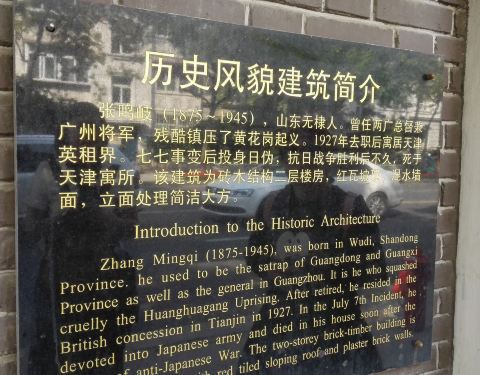 历史风貌建筑简介
张鸣岐（1875～1945），山东无棣人。曾任两广总督兼
广州将军，残酷镇压了黄花岗起义。1927年去职后寓居天津
英租界。七七事变后投身日伪，抗日战争胜利后不久，死于
天津寓所，该建筑为砖木结构二层楼房，红瓦坡顶，混水墙
面，立面处理简洁大方。
Introduction to the Historic Architecture
Zhang Mingqi (1875-1945), was born in Wudi, Shandong
Province, he used to be the satrap of Guangdong and Guangxi
Province as well as the general in Guangzhou. It is he who squashed
cruelly the Huanghuagang Uprising. After retired, he resided in the
British concession in Tianjin in 1927. In the July 7th Incident, he
devoted into Japanese army and died in his house soon after the
of anti-Japanese War. The two-storey brick-timber building is
with red tiled sloping roof and plaster brick walls.